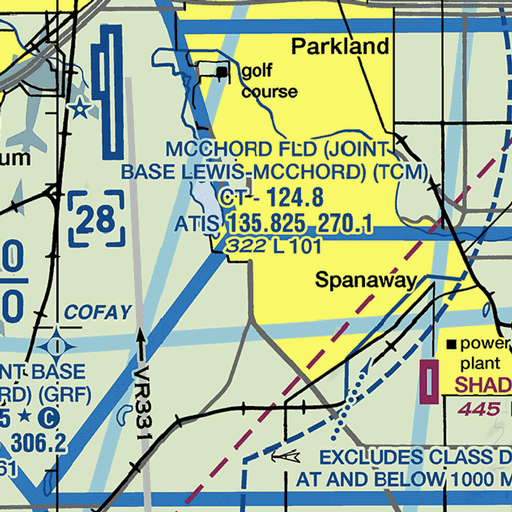 Parkland
golf
course
um
MCCHORD FLD (JOINT
BASE LEWIS-MCCHORD) (TCM)
CT - 124.8
ATIS 135.825 270.1
322 L 101
28
Spanaway
0
0
COFAY
power
plant
NT BASE
RD) (GRF)
5 ★ C
306.2
61
VR331
SHAD
445
EXCLUDES CLASS D
AT AND BELOW 1000 M